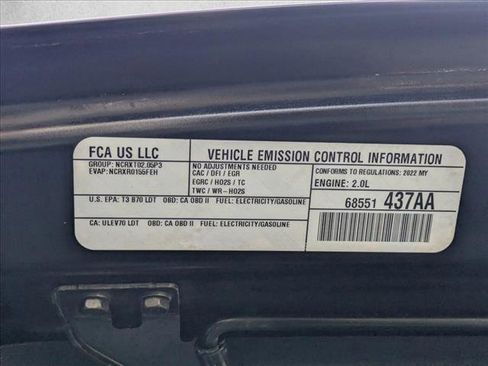 FCA US LLC
VEHICLE EMISSION CONTROL INFORMATION
GROUP: NCRXT02.05P3
EVAP: NCRXR0155FEH
NO ADJUSTMENTS NEEDED
CAC / DFI / EGR
EGRC / HO2S / TC
TWC / WR-HO2S
CONFORMS TO REGULATIONS: 2022 MY
ENGINE: 2.0L
U.S. EPA: T3 B70 LDT OBD: CA OBD II FUEL: ELECTRICITY/GASOLINE
68551 437AA
CA: ULEV70 LDT OBD: CA OBD II FUEL: ELECTRICITY/GASOLINE